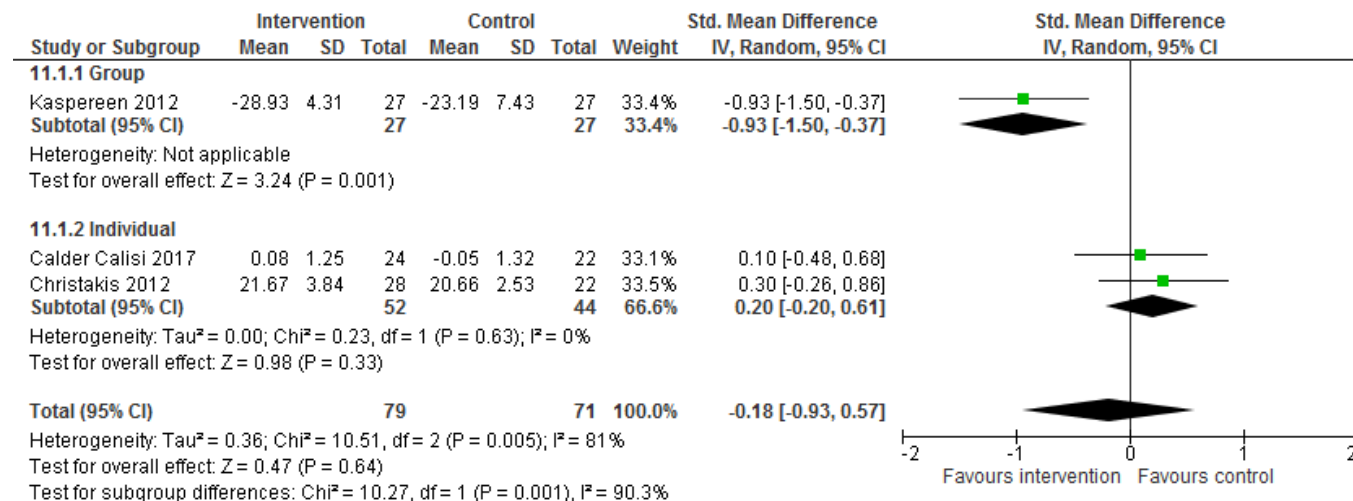 Intervention Control Std. Mean Difference Std. Mean Difference
Study or Subgroup Mean SD Total Mean SD Total Weight IV, Random, 95% CI IV, Random, 95% CI
11.1.1 Group
Kaspereen 2012 -28.93 4.31 27 -23.19 7.43 27 33.4% -0.93 [-1.50, -0.37]
Subtotal (95% CI) 27 27 33.4% -0.93 [-1.50, -0.37]
Heterogeneity: Not applicable
Test for overall effect: Z = 3.24 (P = 0.001)
11.1.2 Individual
Calder Calisi 2017 0.08 1.25 24 -0.05 1.32 22 33.1% 0.10 [-0.48, 0.68]
Christakis 2012 21.67 3.84 28 20.66 2.53 22 33.5% 0.30 [-0.26, 0.86]
Subtotal (95% CI) 52 44 66.6% 0.20 [-0.20, 0.61]
Heterogeneity: Tau² = 0.00; Chi² = 0.23, df = 1 (P = 0.63); I² = 0%
Test for overall effect: Z = 0.98 (P = 0.33)
Total (95% CI) 79 71 100.0% -0.18 [-0.93, 0.57]
Heterogeneity: Tau² = 0.36; Chi² = 10.51, df = 2 (P = 0.005); I² = 81%
Test for overall effect: Z = 0.47 (P = 0.64)
Test for subgroup differences: Chi² = 10.27, df = 1 (P = 0.001), I² = 90.3%
-2 -1 0 1 2
Favours intervention Favours control